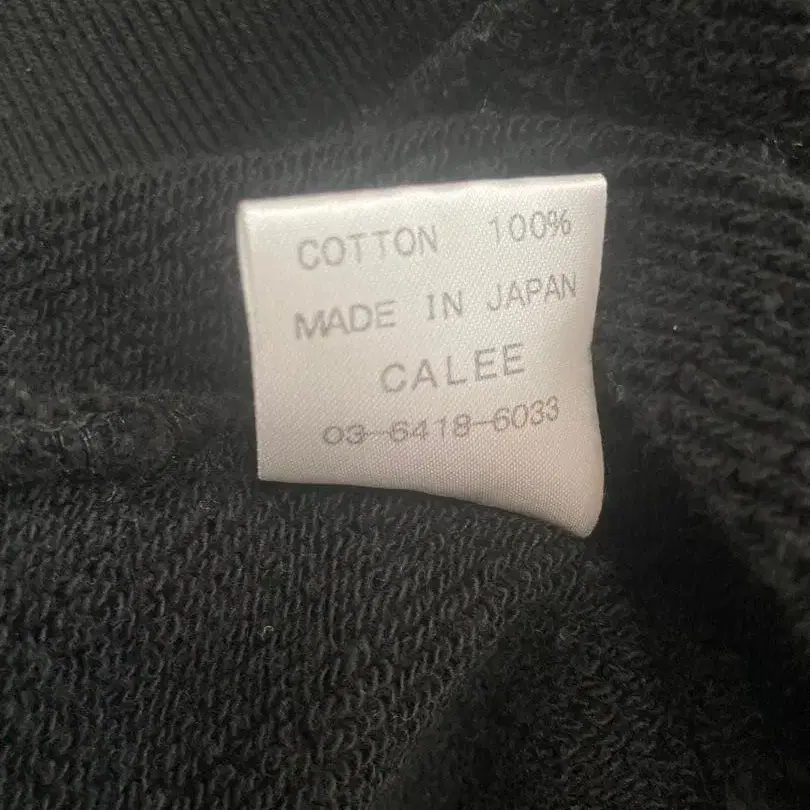 COTTON 100%
MADE IN JAPAN
CALEE
03-6418-6033